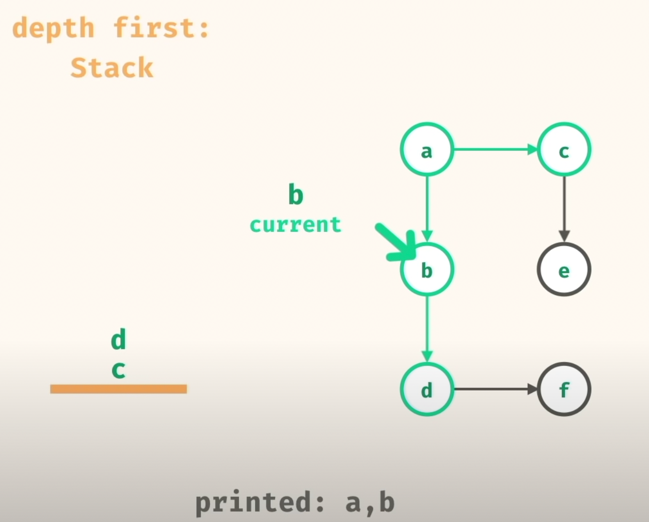 depth first:
Stack
a
c
b
current
b
e
d
c
d
f
printed: a,b